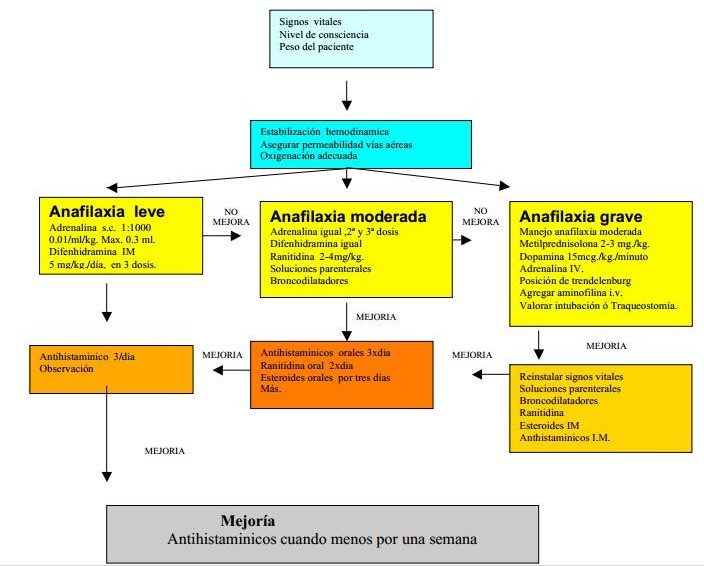 Signos vitales
Nivel de consciencia
Peso del paciente
Estabilización hemodinamica
Asegurar permeabilidad vías aéreas
Oxigenación adecuada
Anafilaxia leve
Adrenalina s.c. 1:1000
0.01/ml/kg. Max. 0.3 ml.
Difenhidramina IM
5 mg/kg./día, en 3 dosis.
NO
MEJORA
Anafilaxia moderada
Adrenalina igual ,2ª y 3ª dosis
Difenhidramina igual
Ranitidina 2-4mg/kg.
Soluciones parenterales
Broncodilatadores
NO
MEJORA
Anafilaxia grave
Manejo anafilaxia moderada
Metilprednisolona 2-3 mg./kg.
Dopamina 15mcg./kg./minuto
Adrenalina IV.
Posición de trendelenburg
Agregar aminofilina i.v.
Valorar intubación ó Traqueostomía.
MEJORIA
MEJORIA
Antihistaminico 3/dia
Observación
MEJORIA
Antihistaminicos orales 3xdia
Ranitidina oral 2xdia
Esteroides orales por tres días
Más.
MEJORIA
Reinstalar signos vitales
Soluciones parenterales
Broncodilatadores
Ranitidina
Esteroides IM
Anthistaminicos I.M.
MEJORIA
Mejoría
Antihistaminicos cuando menos por una semana